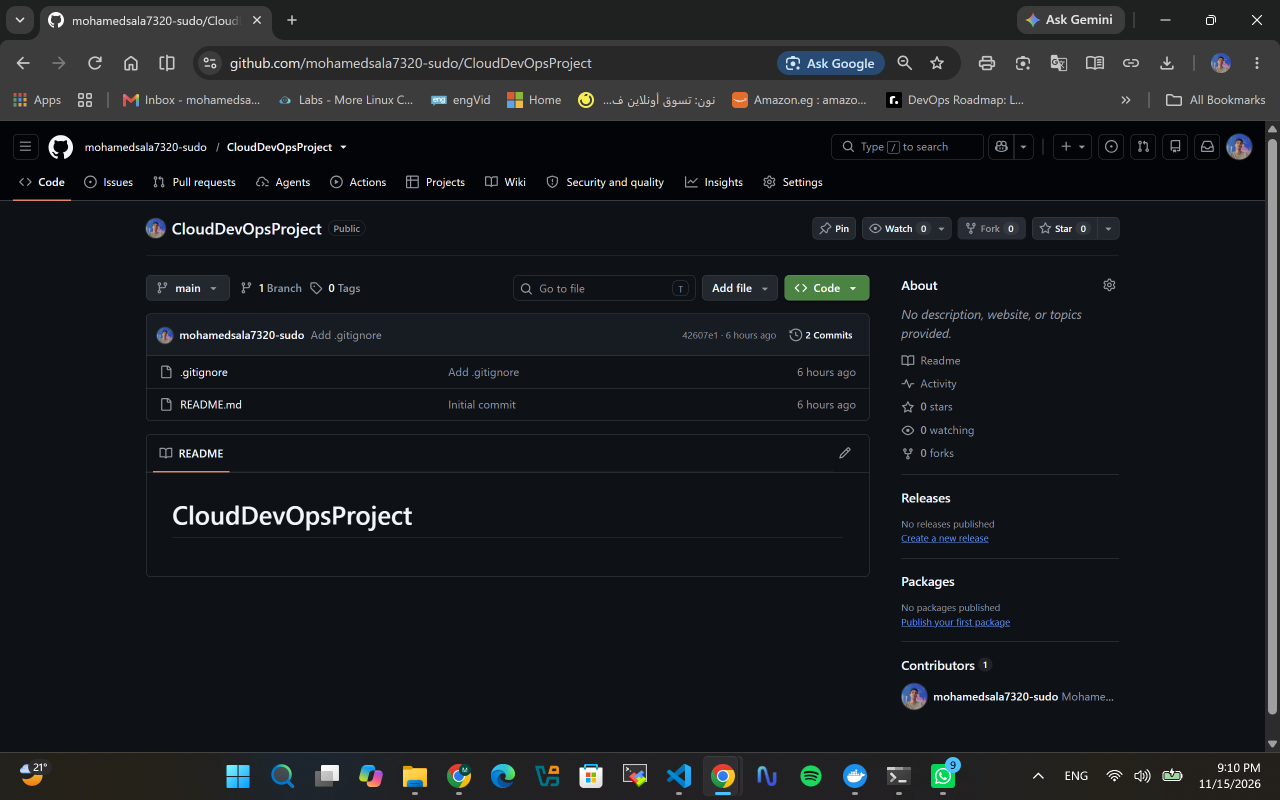 mohamedsala7320-sudo/Cloud
Ask Gemini
github.com/mohamedsala7320-sudo/CloudDevOpsProject
Ask Google
Apps
Inbox - mohamedsa...
Labs - More Linux C...
engVid
Home
نون: تسوق أونلاين ف...
Amazon.eg : amazo...
DevOps Roadmap: L...
All Bookmarks
mohamedsala7320-sudo / CloudDevOpsProject
Type / to search
Code
Issues
Pull requests
Agents
Actions
Projects
Wiki
Security and quality
Insights
Settings
CloudDevOpsProject Public
Pin
Watch 0
Fork 0
Star 0
main
1 Branch
0 Tags
Go to file T
Add file
Code
mohamedsala7320-sudo Add .gitignore
42607e1 · 6 hours ago
2 Commits
.gitignore Add .gitignore 6 hours ago
README.md Initial commit 6 hours ago
README
CloudDevOpsProject
About
No description, website, or topics
provided.
Readme
Activity
0 stars
0 watching
0 forks
Releases
No releases published
Create a new release
Packages
No packages published
Publish your first package
Contributors 1
mohamedsala7320-sudo Mohame...
21°
9
ENG
9:10 PM
11/15/2026